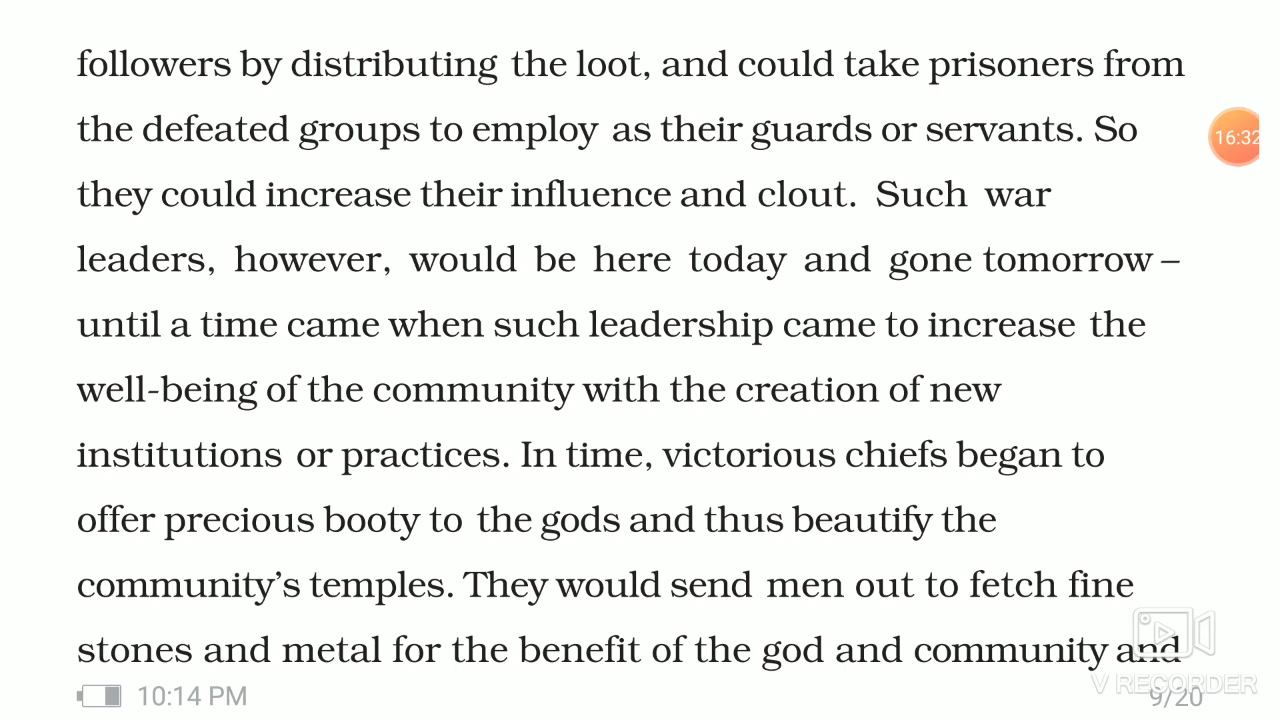 followers by distributing the loot, and could take prisoners from
the defeated groups to employ as their guards or servants. So
16:32
they could increase their influence and clout. Such war
leaders, however, would be here today and gone tomorrow –
until a time came when such leadership came to increase the
well-being of the community with the creation of new
institutions or practices. In time, victorious chiefs began to
offer precious booty to the gods and thus beautify the
community’s temples. They would send men out to fetch fine
stones and metal for the benefit of the god and community and
V RECORDER
10:14 PM 9/20